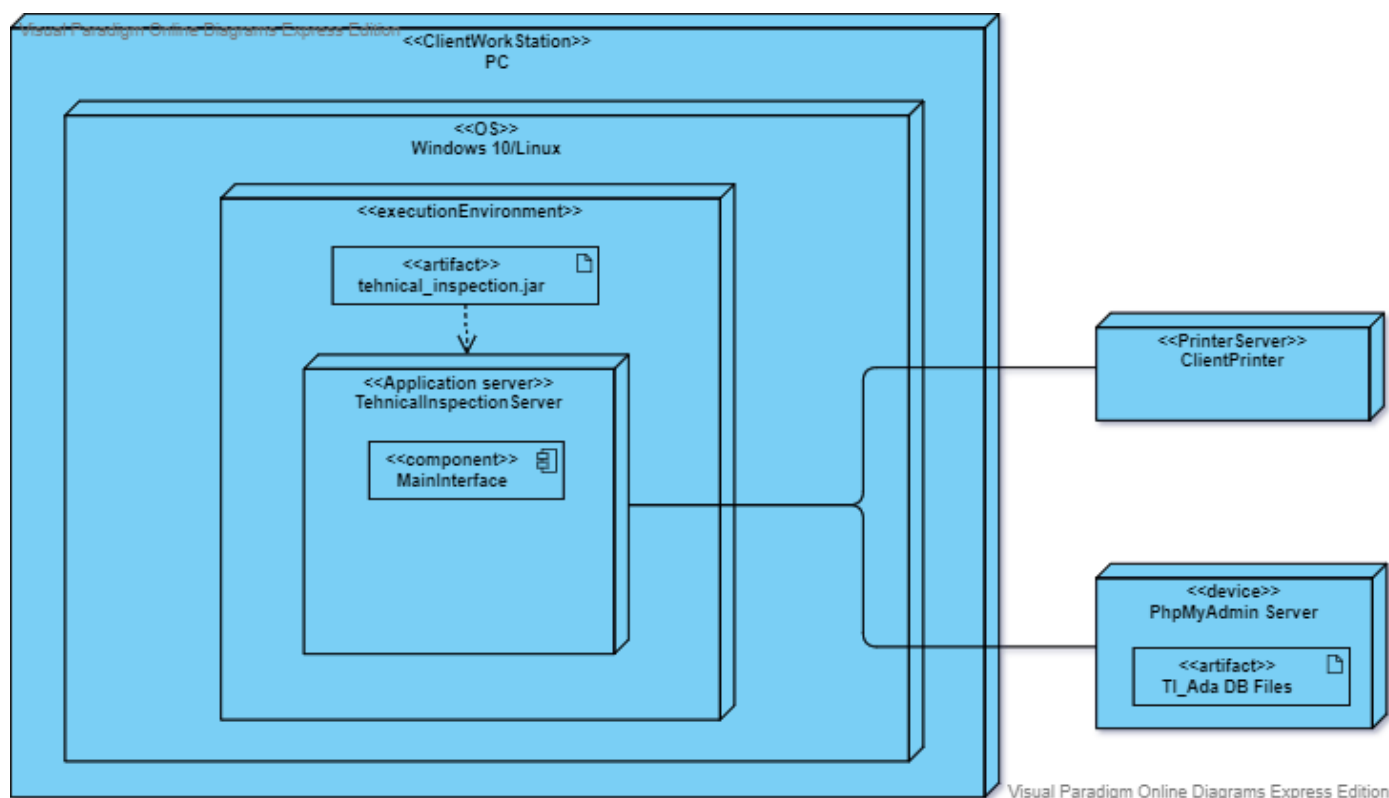 Visual Paradigm Online Diagrams Express Edition
<<ClientWorkStation>>
PC
<<OS>>
Windows 10/Linux
<<executionEnvironment>>
<<artifact>>
tehnical_inspection.jar
<<Application server>>
TehnicalInspectionServer
<<component>>
MainInterface
<<PrinterServer>>
ClientPrinter
<<device>>
PhpMyAdmin Server
<<artifact>>
TI_Ada DB Files
Visual Paradigm Online Diagrams Express Edition